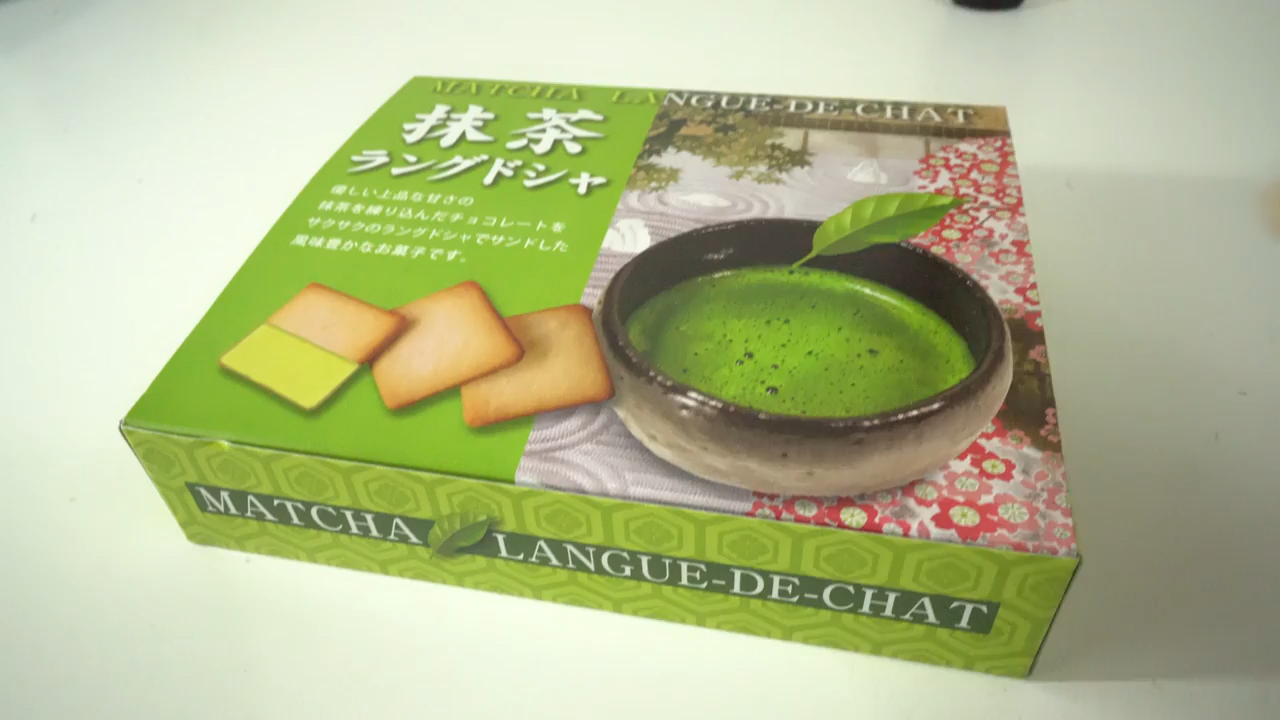 MATCHA LANGUE-DE-CHAT
抹茶
ラングドシャ
優しい上品な甘さの
抹茶を練り込んだチョコレートを
サクサクのラングドシャでサンドした
風味豊かなお菓子です。
MATCHA LANGUE-DE-CHAT